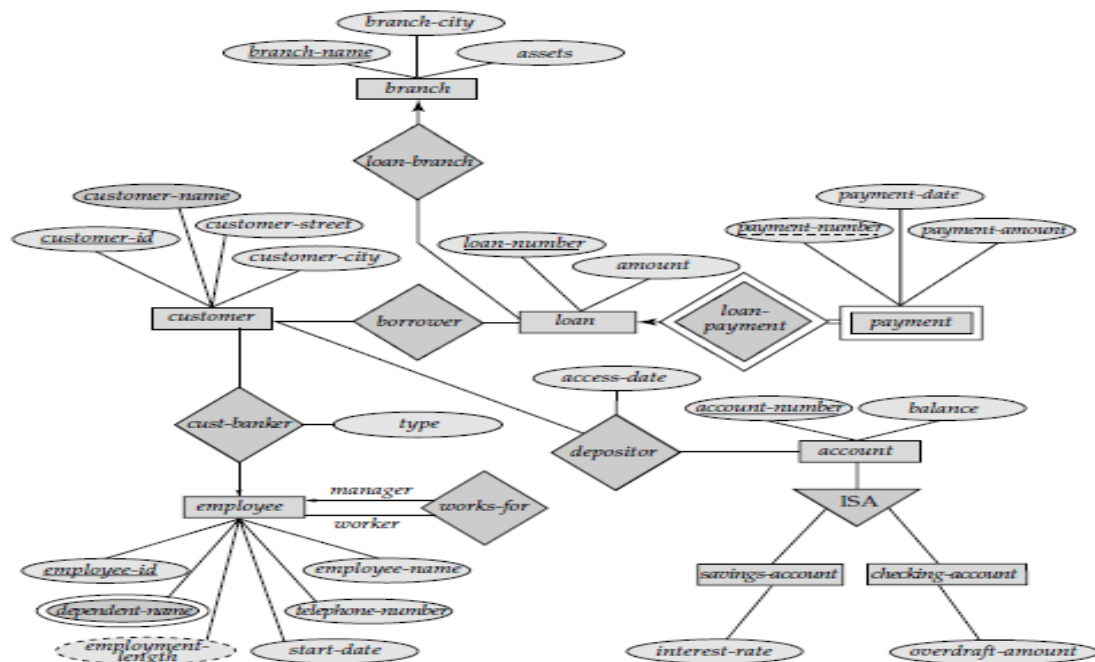 branch-city
branch-name
assets
branch
loan-branch
customer-name
customer-street
customer-id
customer-city
payment-date
payment-number
payment-amount
loan-number
amount
customer
borrower
loan
loan-
payment
payment
access-date
account-number
balance
cust-banker
type
depositor
account
manager
employee
works-for
worker
ISA
employee-id
employee-name
savings-account
checking-account
dependent-name
telephone-number
employment-
length
start-date
interest-rate
overdraft-amount